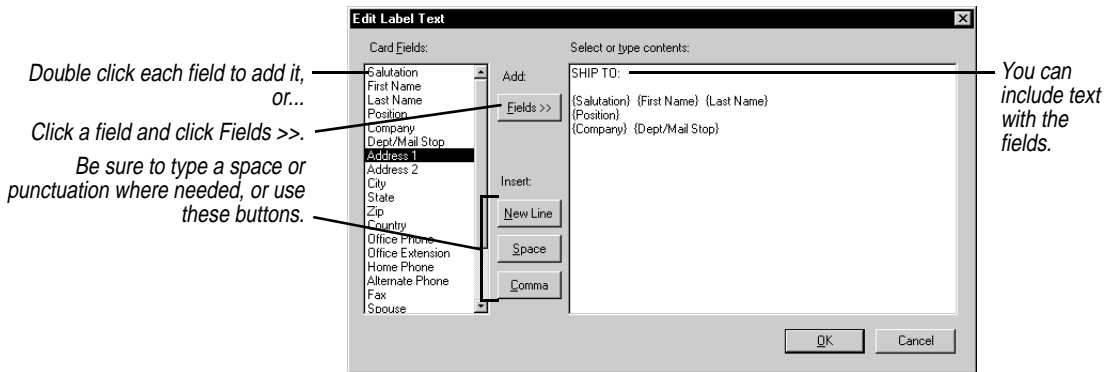 Edit Label Text
Card Fields:
Select or type contents:
Double click each field to add it,
or...
Click a field and click Fields >>.
Be sure to type a space or
punctuation where needed, or use
these buttons.
Salutation
First Name
Last Name
Position
Company
Dept/Mail Stop
Address 1
Address 2
City
State
Zip
Country
Office Phone
Office Extension
Home Phone
Alternate Phone
Fax
Spouse
Add:
Fields >>
Insert:
New Line
Space
Comma
SHIP TO:
{Salutation} {First Name} {Last Name}
{Position}
{Company} {Dept/Mail Stop}
You can
include text
with the
fields.
OK
Cancel